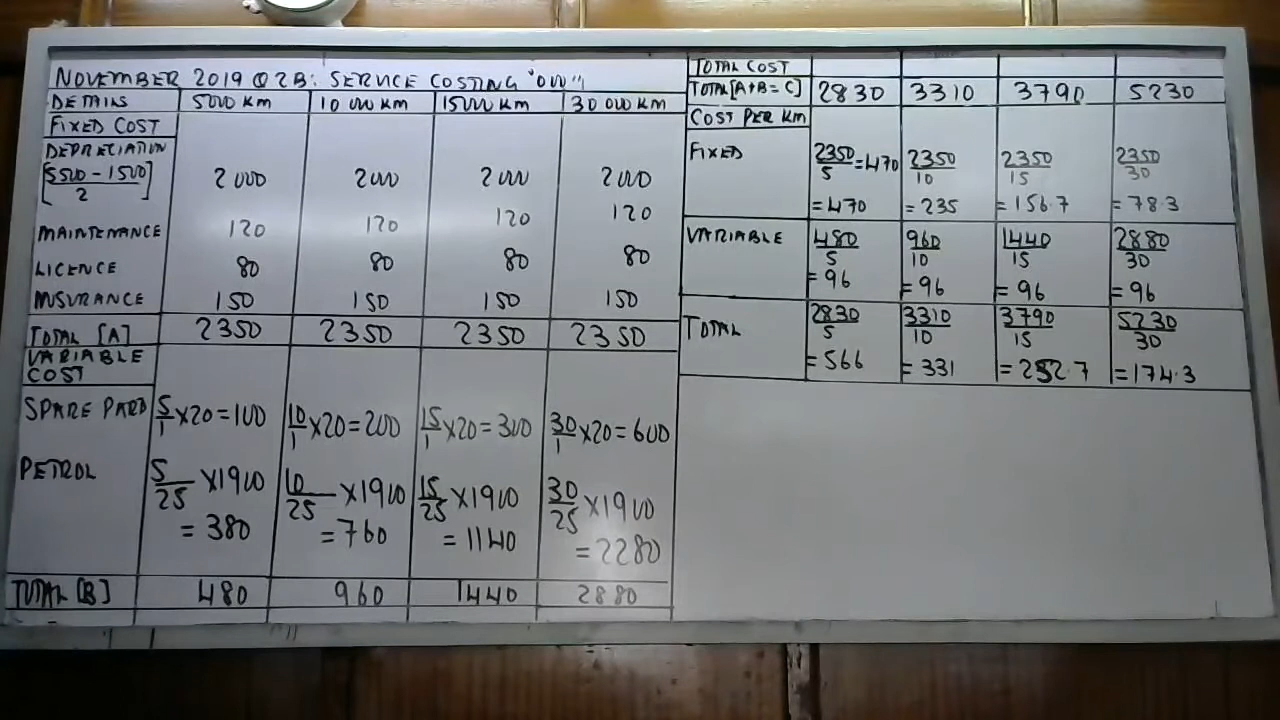 NOVEMBER 2019 Q 2B: SERVICE COSTING "000"
DETAILS 5000 KM 10 000 KM 15000 KM 30 000 KM
FIXED COST
DEPRECIATION
[5500 - 1500 / 2] 2 000 2000 2 000 2000
MAINTENANCE 120 120 120 120
LICENCE 80 80 80 80
INSURANCE 150 150 150 150
TOTAL [A] 2350 2350 2350 2350
VARIABLE
COST
SPARE PARTS 5/1 X20=100 10/1 X20=200 15/1 X20=300 30/1 X20=600
PETROL 5/25 X1900 10/25 X1900 15/25 X1900 30/25 X1900
= 380 =760 =1140 =2280
TOTAL [B] 480 960 1440 2880
TOTAL COST
TOTAL[A+B=C] 2830 3310 3790 5230
COST PER KM
FIXED 2350/5 =470 2350/10 2350/15 2350/30
=470 =235 =156.7 =78.3
VARIABLE 480/5 960/10 1440/15 2880/30
=96 =96 =96 =96
TOTAL 2830/5 3310/10 3790/15 5230/30
=566 =331 =252.7 =174.3